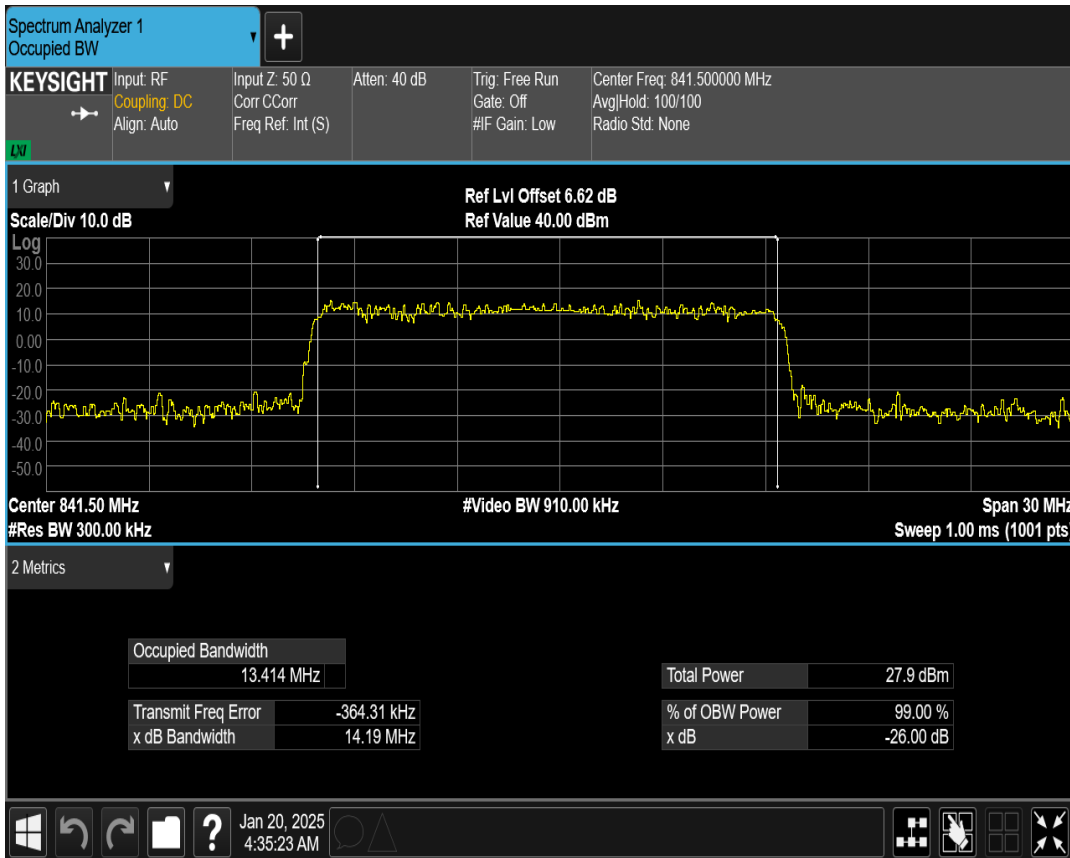 Spectrum Analyzer 1
Occupied BW
+
KEYSIGHT
LXI
Input: RF
Coupling: DC
Align: Auto
Input Z: 50 Ω
Corr CCorr
Freq Ref: Int (S)
Atten: 40 dB
Trig: Free Run
Gate: Off
#IF Gain: Low
Center Freq: 841.500000 MHz
Avg|Hold: 100/100
Radio Std: None
1 Graph
Scale/Div 10.0 dB
Ref Lvl Offset 6.62 dB
Ref Value 40.00 dBm
Log
30.0
20.0
10.0
0.00
-10.0
-20.0
-30.0
-40.0
-50.0
Center 841.50 MHz
#Video BW 910.00 kHz
Span 30 MHz
#Res BW 300.00 kHz
Sweep 1.00 ms (1001 pts)
2 Metrics
Occupied Bandwidth
13.414 MHz
Transmit Freq Error -364.31 kHz
x dB Bandwidth 14.19 MHz
Total Power 27.9 dBm
% of OBW Power 99.00 %
x dB -26.00 dB
?
Jan 20, 2025
4:35:23 AM